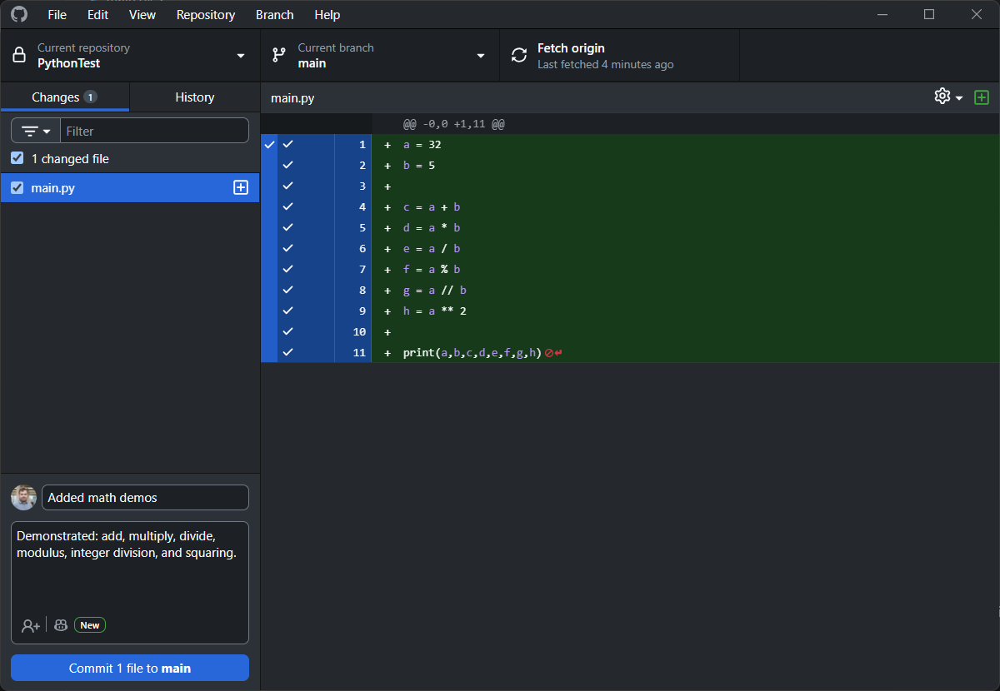 File Edit View Repository Branch Help
Current repository
PythonTest
Current branch
main
Fetch origin
Last fetched 4 minutes ago
Changes 1
History
Filter
1 changed file
main.py
main.py
@@ -0,0 +1,11 @@
1 + a = 32
2 + b = 5
3 +
4 + c = a + b
5 + d = a * b
6 + e = a / b
7 + f = a % b
8 + g = a // b
9 + h = a ** 2
10 +
11 + print(a,b,c,d,e,f,g,h)
Added math demos
Demonstrated: add, multiply, divide,
modulus, integer division, and squaring.
New
Commit 1 file to main